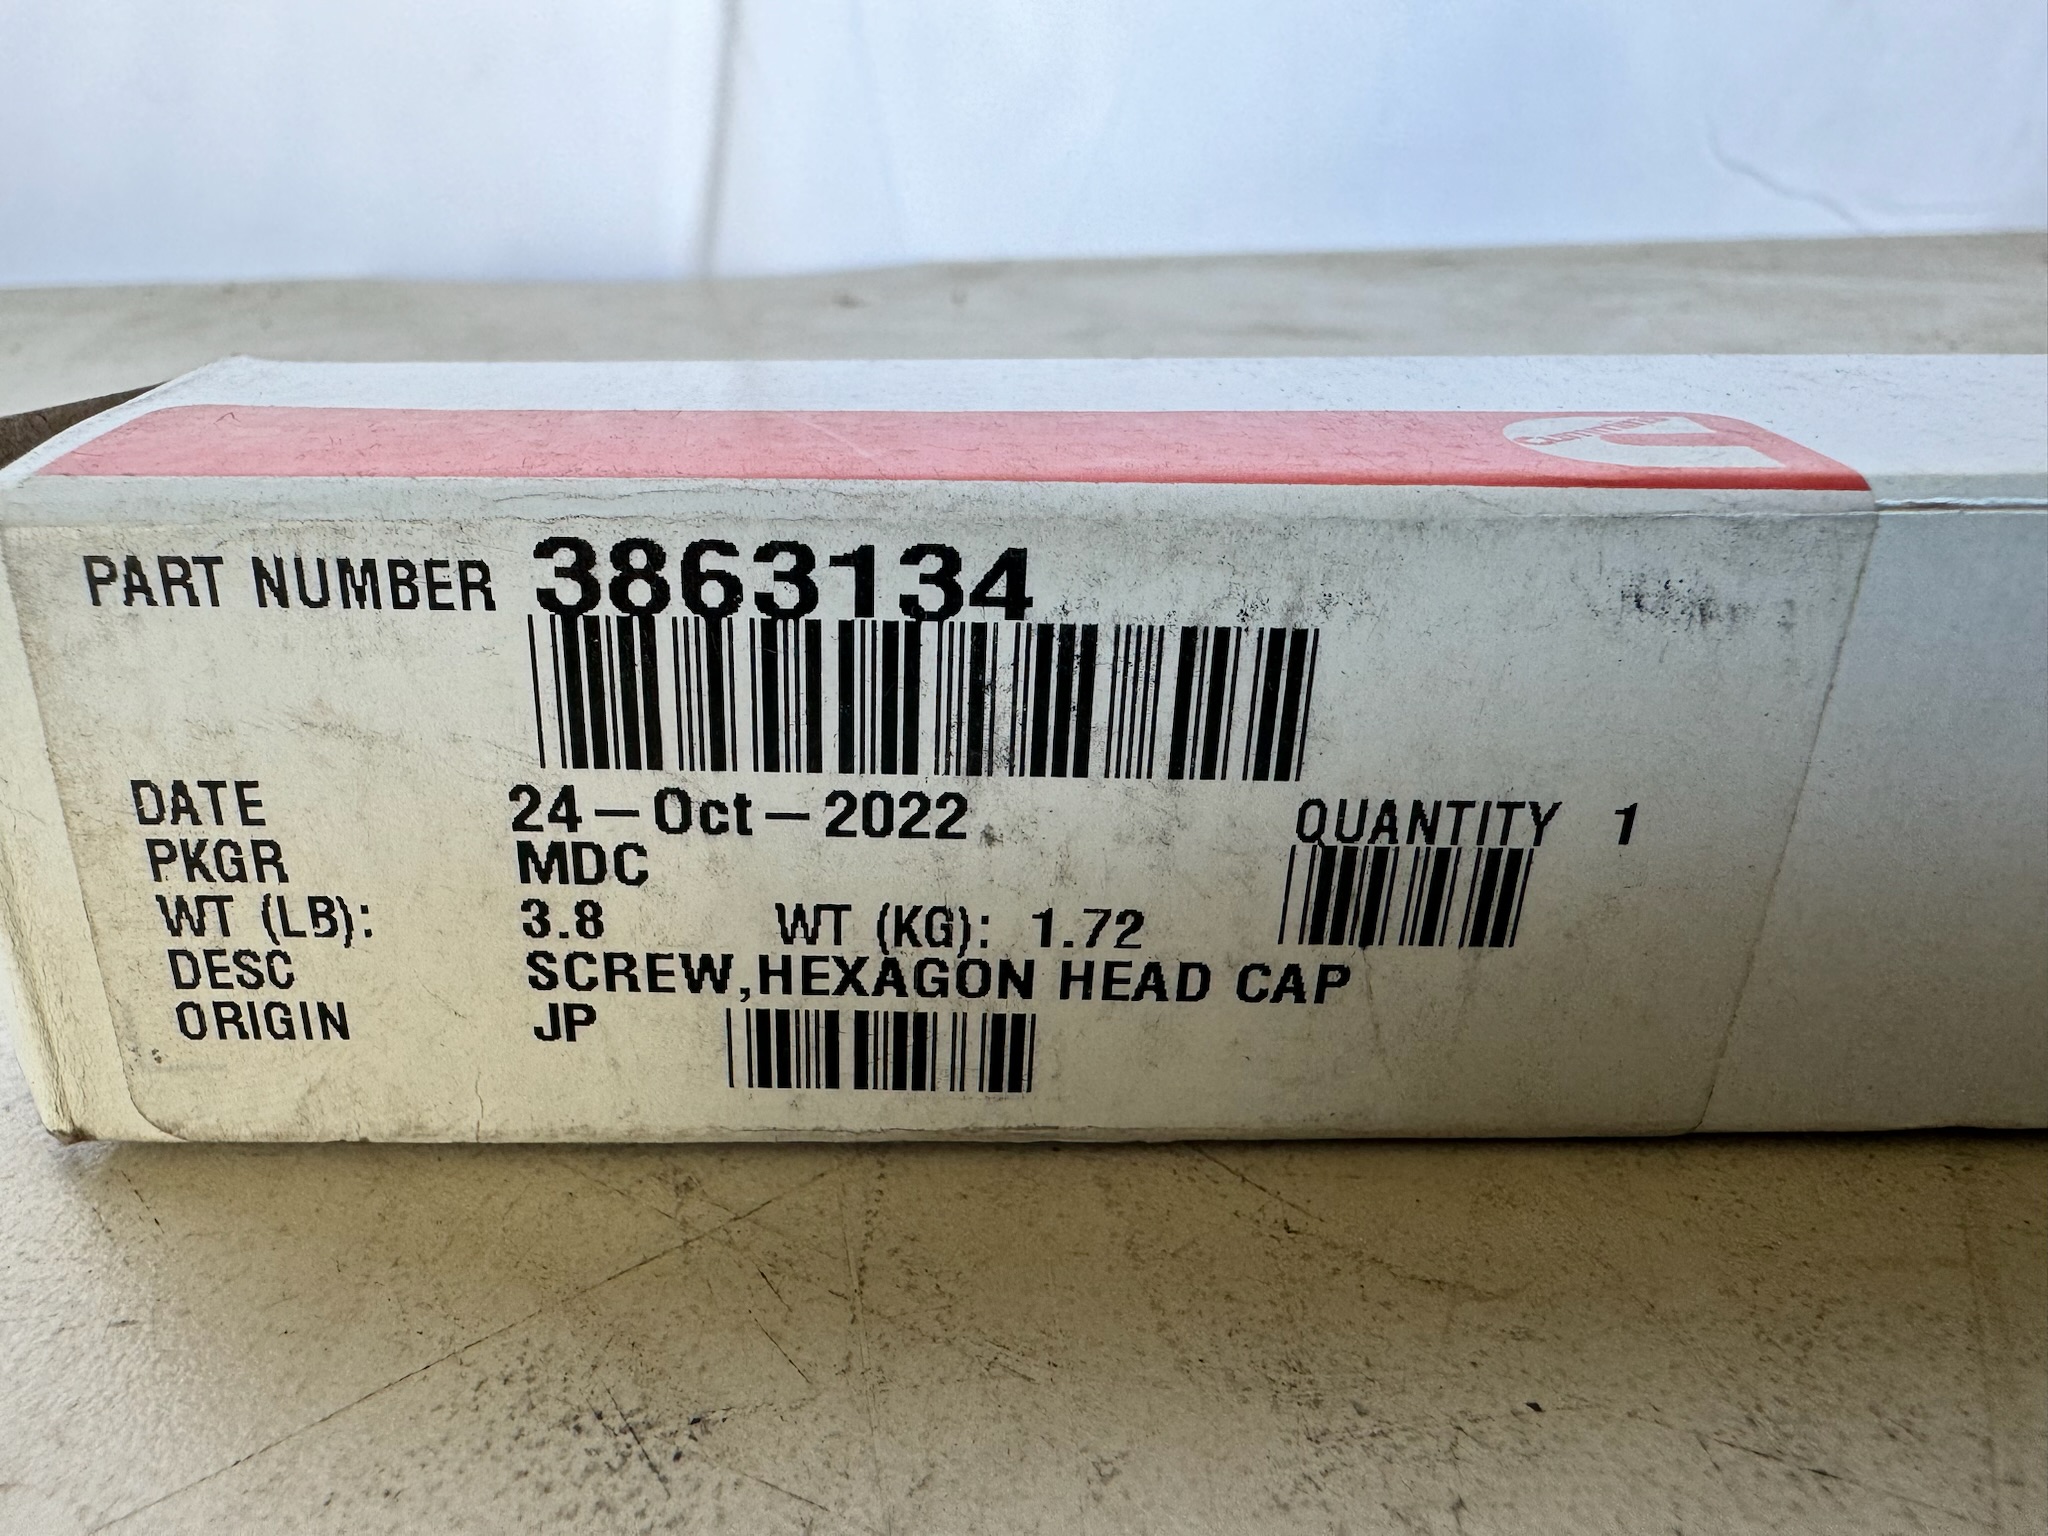 PART NUMBER 3863134
DATE 24-Oct-2022 QUANTITY 1
PKGR MDC
WT (LB): 3.8 WT (KG): 1.72
DESC SCREW,HEXAGON HEAD CAP
ORIGIN JP